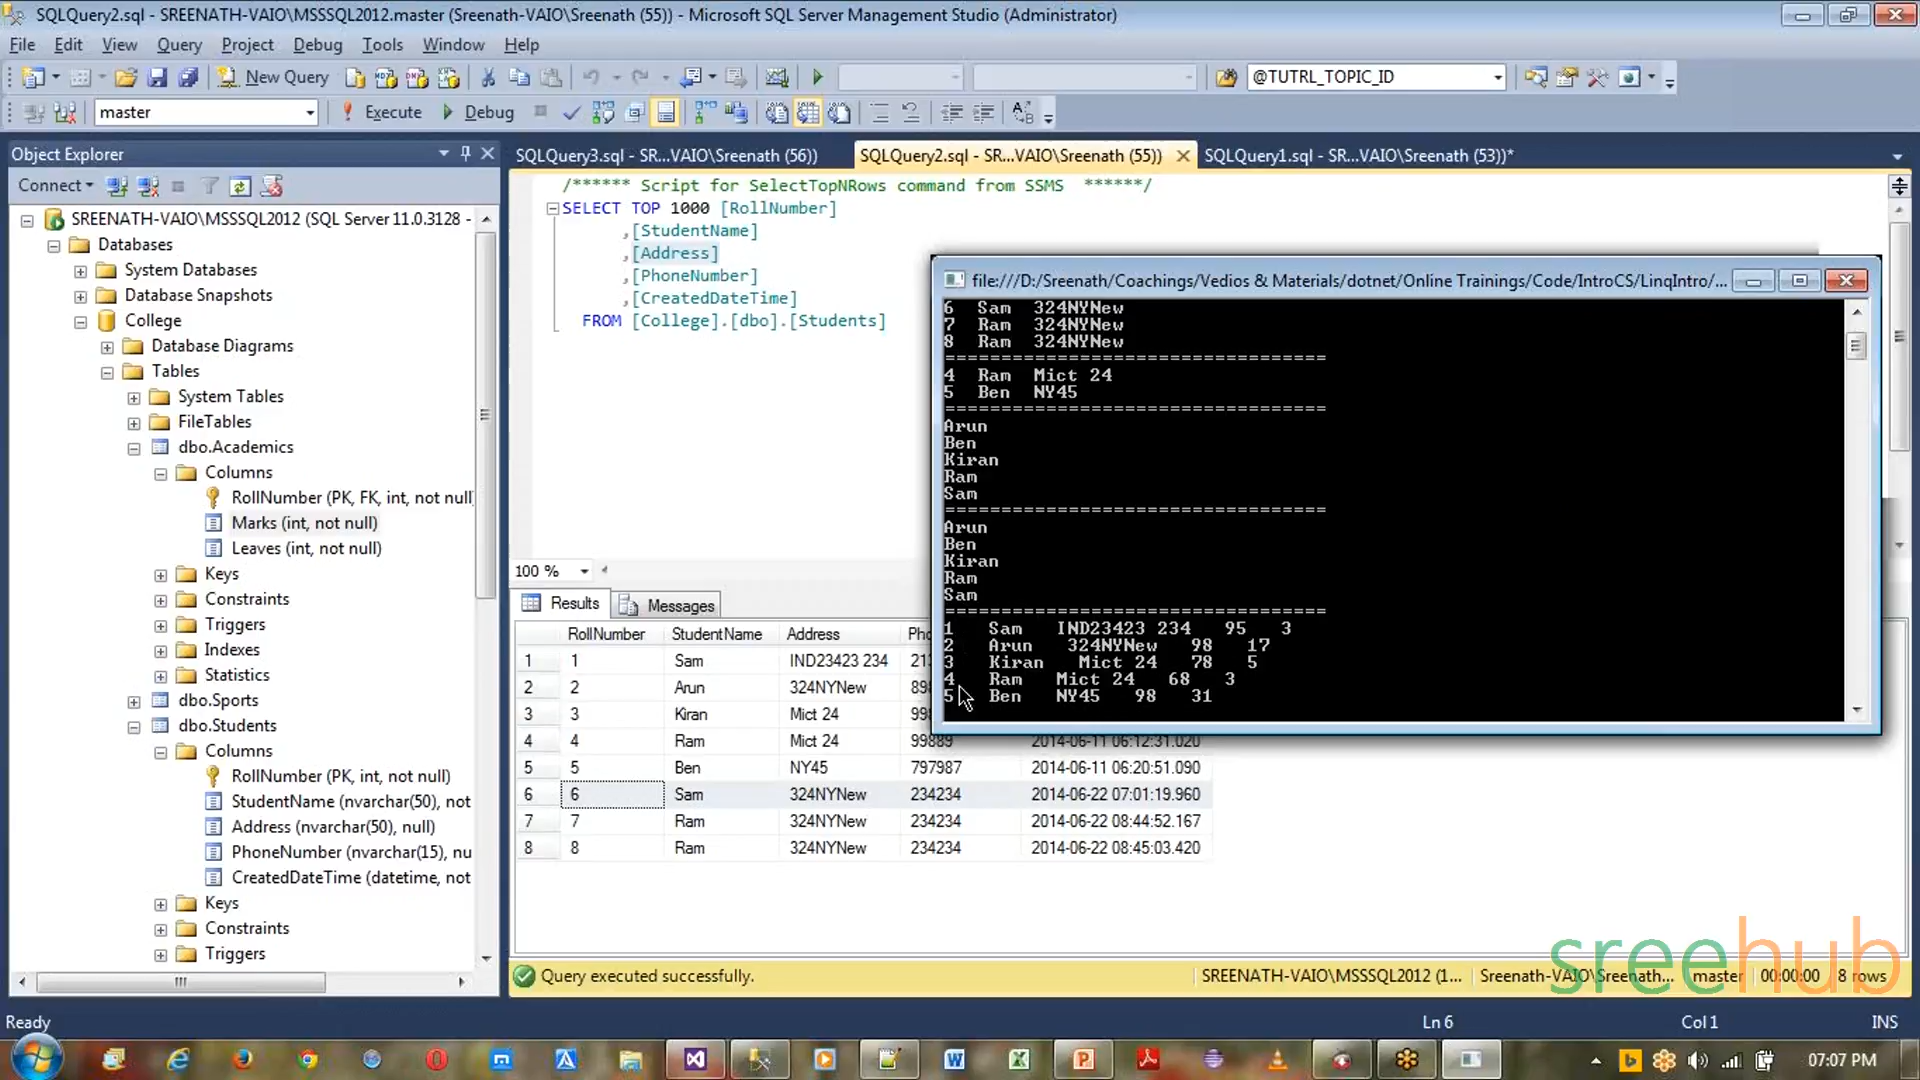 SQLQuery2.sql - SREENATH-VAIO\MSSSQL2012.master (Sreenath-VAIO\Sreenath (55)) - Microsoft SQL Server Management Studio (Administrator)
File Edit View Query Project Debug Tools Window Help
New Query @TUTRL_TOPIC_ID
master Execute Debug
Object Explorer
Connect
SREENATH-VAIO\MSSSQL2012 (SQL Server 11.0.3128 -
Databases
System Databases
Database Snapshots
College
Database Diagrams
Tables
System Tables
FileTables
dbo.Academics
Columns
RollNumber (PK, FK, int, not null
Marks (int, not null)
Leaves (int, not null)
Keys
Constraints
Triggers
Indexes
Statistics
dbo.Sports
dbo.Students
Columns
RollNumber (PK, int, not null)
StudentName (nvarchar(50), not
Address (nvarchar(50), null)
PhoneNumber (nvarchar(15), nu
CreatedDateTime (datetime, not
Keys
Constraints
Triggers
SQLQuery3.sql - SR...VAIO\Sreenath (56)) SQLQuery2.sql - SR...VAIO\Sreenath (55)) SQLQuery1.sql - SR...VAIO\Sreenath (53))*
/****** Script for SelectTopNRows command from SSMS ******/
SELECT TOP 1000 [RollNumber]
,[StudentName]
,[Address]
,[PhoneNumber]
,[CreatedDateTime]
FROM [College].[dbo].[Students]
100 %
Results Messages
RollNumber StudentName Address
1 1 Sam IND23423 234
2 2 Arun 324NYNew
3 3 Kiran Mict 24
4 4 Ram Mict 24 99889 2014-06-11 06:12:31.020
5 5 Ben NY45 797987 2014-06-11 06:20:51.090
6 6 Sam 324NYNew 234234 2014-06-22 07:01:19.960
7 7 Ram 324NYNew 234234 2014-06-22 08:44:52.167
8 8 Ram 324NYNew 234234 2014-06-22 08:45:03.420
file:///D:/Sreenath/Coachings/Vedios & Materials/dotnet/Online Trainings/Code/IntroCS/LinqIntro/...
6 Sam 324NYNew
7 Ram 324NYNew
8 Ram 324NYNew
==================================
4 Ram Mict 24
5 Ben NY45
==================================
Arun
Ben
Kiran
Ram
Sam
==================================
Arun
Ben
Kiran
Ram
Sam
==================================
1 Sam IND23423 234 95 3
2 Arun 324NYNew 98 17
3 Kiran Mict 24 78 5
4 Ram Mict 24 68 3
5 Ben NY45 98 31
sreehub
Query executed successfully. SREENATH-VAIO\MSSSQL2012 (1... Sreenath-VAIO\Sreenath... master 00:00:00 8 rows
Ready Ln 6 Col 1 INS
07:07 PM